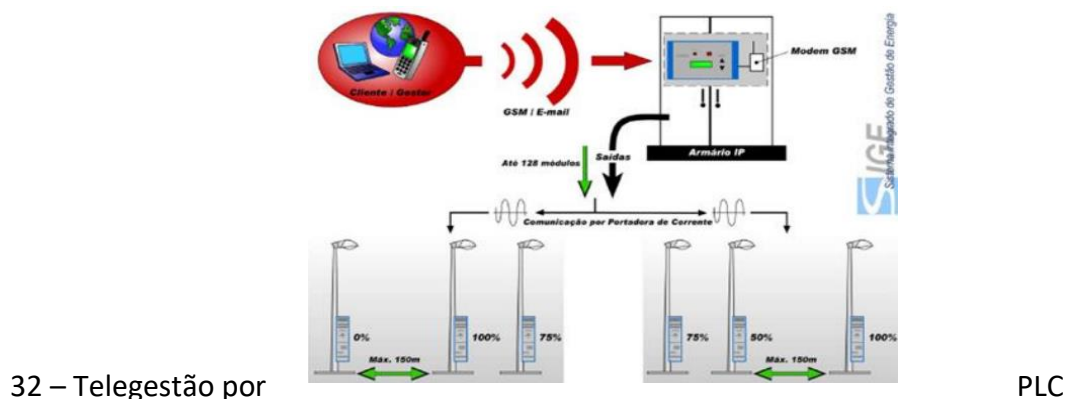 Modem GSM
Cliente / Gestor
GSM / E-mail
Armário IP
SIGE
Sistema Integrado de Gestão de Energia
Até 128 módulos
Saídas
Comunicação por Portadora de Corrente
0%
100%
75%
75%
50%
100%
Máx. 150m
Máx. 150m
32 – Telegestão por PLC